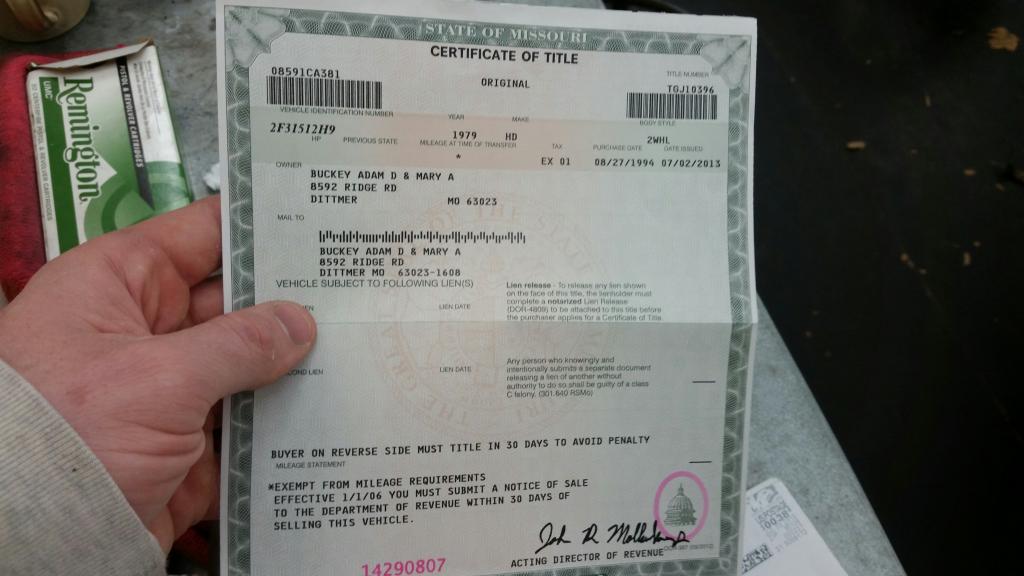 STATE OF MISSOURI
CERTIFICATE OF TITLE
ORIGINAL
08591CA381
TITLE NUMBER
TGJ10396
VEHICLE IDENTIFICATION NUMBER
YEAR
MAKE
BODY STYLE
2F31512H9
1979 HD
2WHL
HP
PREVIOUS STATE
MILEAGE AT TIME OF TRANSFER
TAX
PURCHASE DATE
DATE ISSUED
*
EX 01
08/27/1994 07/02/2013
OWNER
BUCKEY ADAM D & MARY A
8592 RIDGE RD
DITTMER MO 63023
MAIL TO
BUCKEY ADAM D & MARY A
8592 RIDGE RD
DITTMER MO 63023-1608
VEHICLE SUBJECT TO FOLLOWING LIEN(S)
LIEN DATE
Lien release - To release any lien shown
on the face of this title, the lienholder must
complete a notarized Lien Release
(DOR-4809) to be attached to this title before
the purchaser applies for a Certificate of Title.
LIEN DATE
Any person who knowingly and
intentionally submits a separate document
releasing a lien of another without
authority to do so shall be guilty of a class
C felony. (301.640 RSMo)
BUYER ON REVERSE SIDE MUST TITLE IN 30 DAYS TO AVOID PENALTY
MILEAGE STATEMENT
*EXEMPT FROM MILEAGE REQUIREMENTS
EFFECTIVE 1/1/06 YOU MUST SUBMIT A NOTICE OF SALE
TO THE DEPARTMENT OF REVENUE WITHIN 30 DAYS OF
SELLING THIS VEHICLE.
ACTING DIRECTOR OF REVENUE
14290807
Remington
UMC
PISTOL & REVOLVER CARTRIDGES